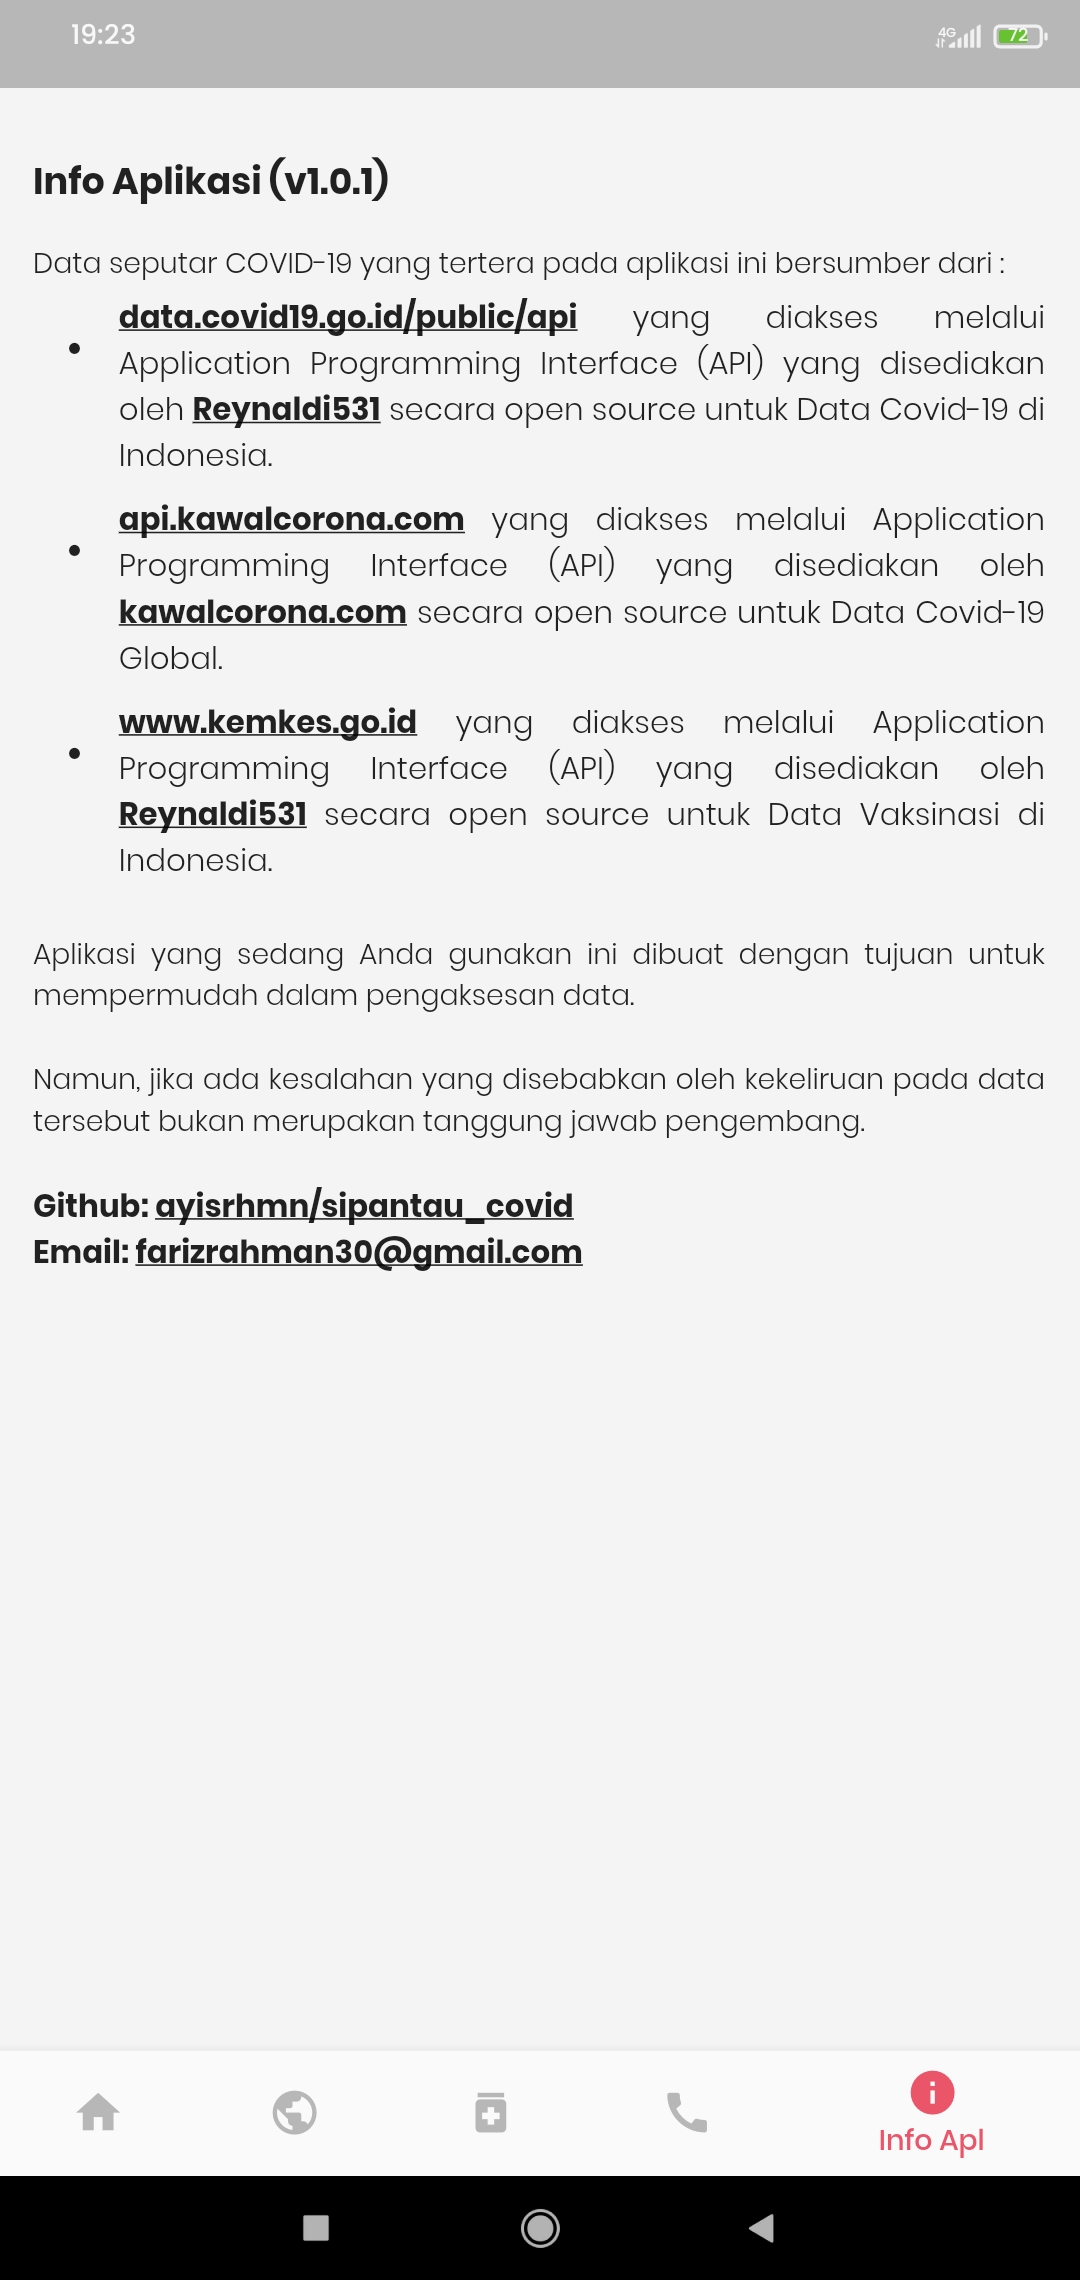 19:23
4G
72
Info Aplikasi (v1.0.1)
Data seputar COVID-19 yang tertera pada aplikasi ini bersumber dari :
• data.covid19.go.id/public/api yang diakses melalui
Application Programming Interface (API) yang disediakan
oleh Reynaldi531 secara open source untuk Data Covid-19 di
Indonesia.
• api.kawalcorona.com yang diakses melalui Application
Programming Interface (API) yang disediakan oleh
kawalcorona.com secara open source untuk Data Covid-19
Global.
• www.kemkes.go.id yang diakses melalui Application
Programming Interface (API) yang disediakan oleh
Reynaldi531 secara open source untuk Data Vaksinasi di
Indonesia.
Aplikasi yang sedang Anda gunakan ini dibuat dengan tujuan untuk
mempermudah dalam pengaksesan data.
Namun, jika ada kesalahan yang disebabkan oleh kekeliruan pada data
tersebut bukan merupakan tanggung jawab pengembang.
Github: ayisrhmn/sipantau_covid
Email: farizrahman30@gmail.com
Info Apl